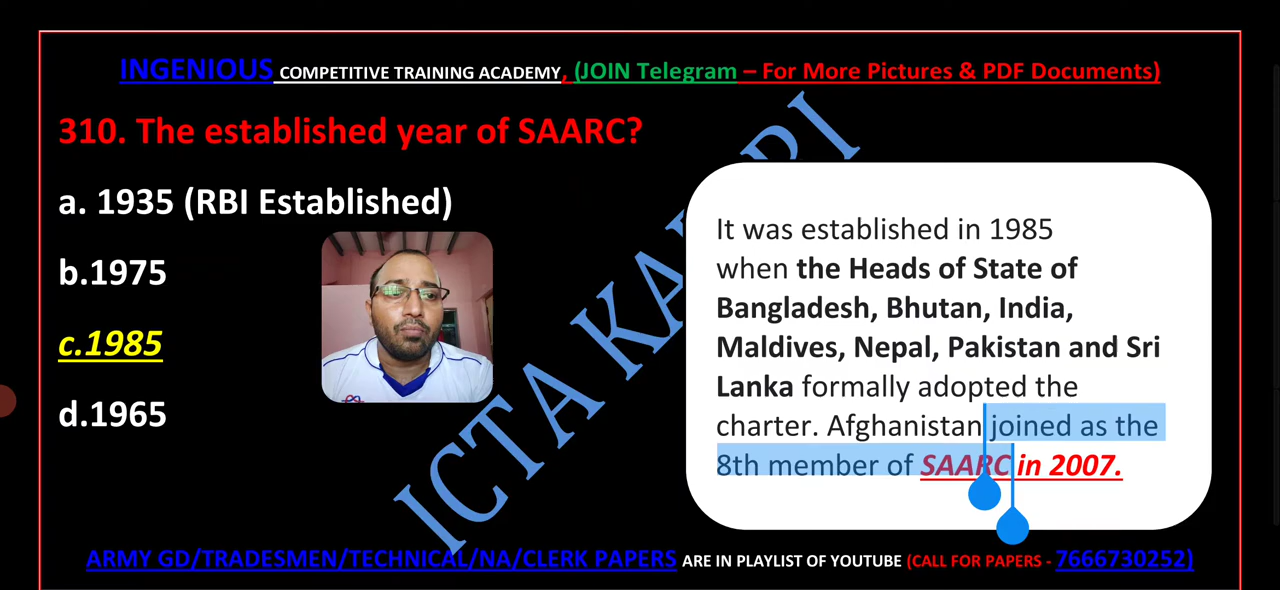 INGENIOUS COMPETITIVE TRAINING ACADEMY, (JOIN Telegram – For More Pictures & PDF Documents)
310. The established year of SAARC?
a. 1935 (RBI Established)
b.1975
c.1985
d.1965
It was established in 1985
when the Heads of State of
Bangladesh, Bhutan, India,
Maldives, Nepal, Pakistan and Sri
Lanka formally adopted the
charter. Afghanistan joined as the
8th member of SAARC in 2007.
ARMY GD/TRADESMEN/TECHNICAL/NA/CLERK PAPERS ARE IN PLAYLIST OF YOUTUBE (CALL FOR PAPERS - 7666730252)